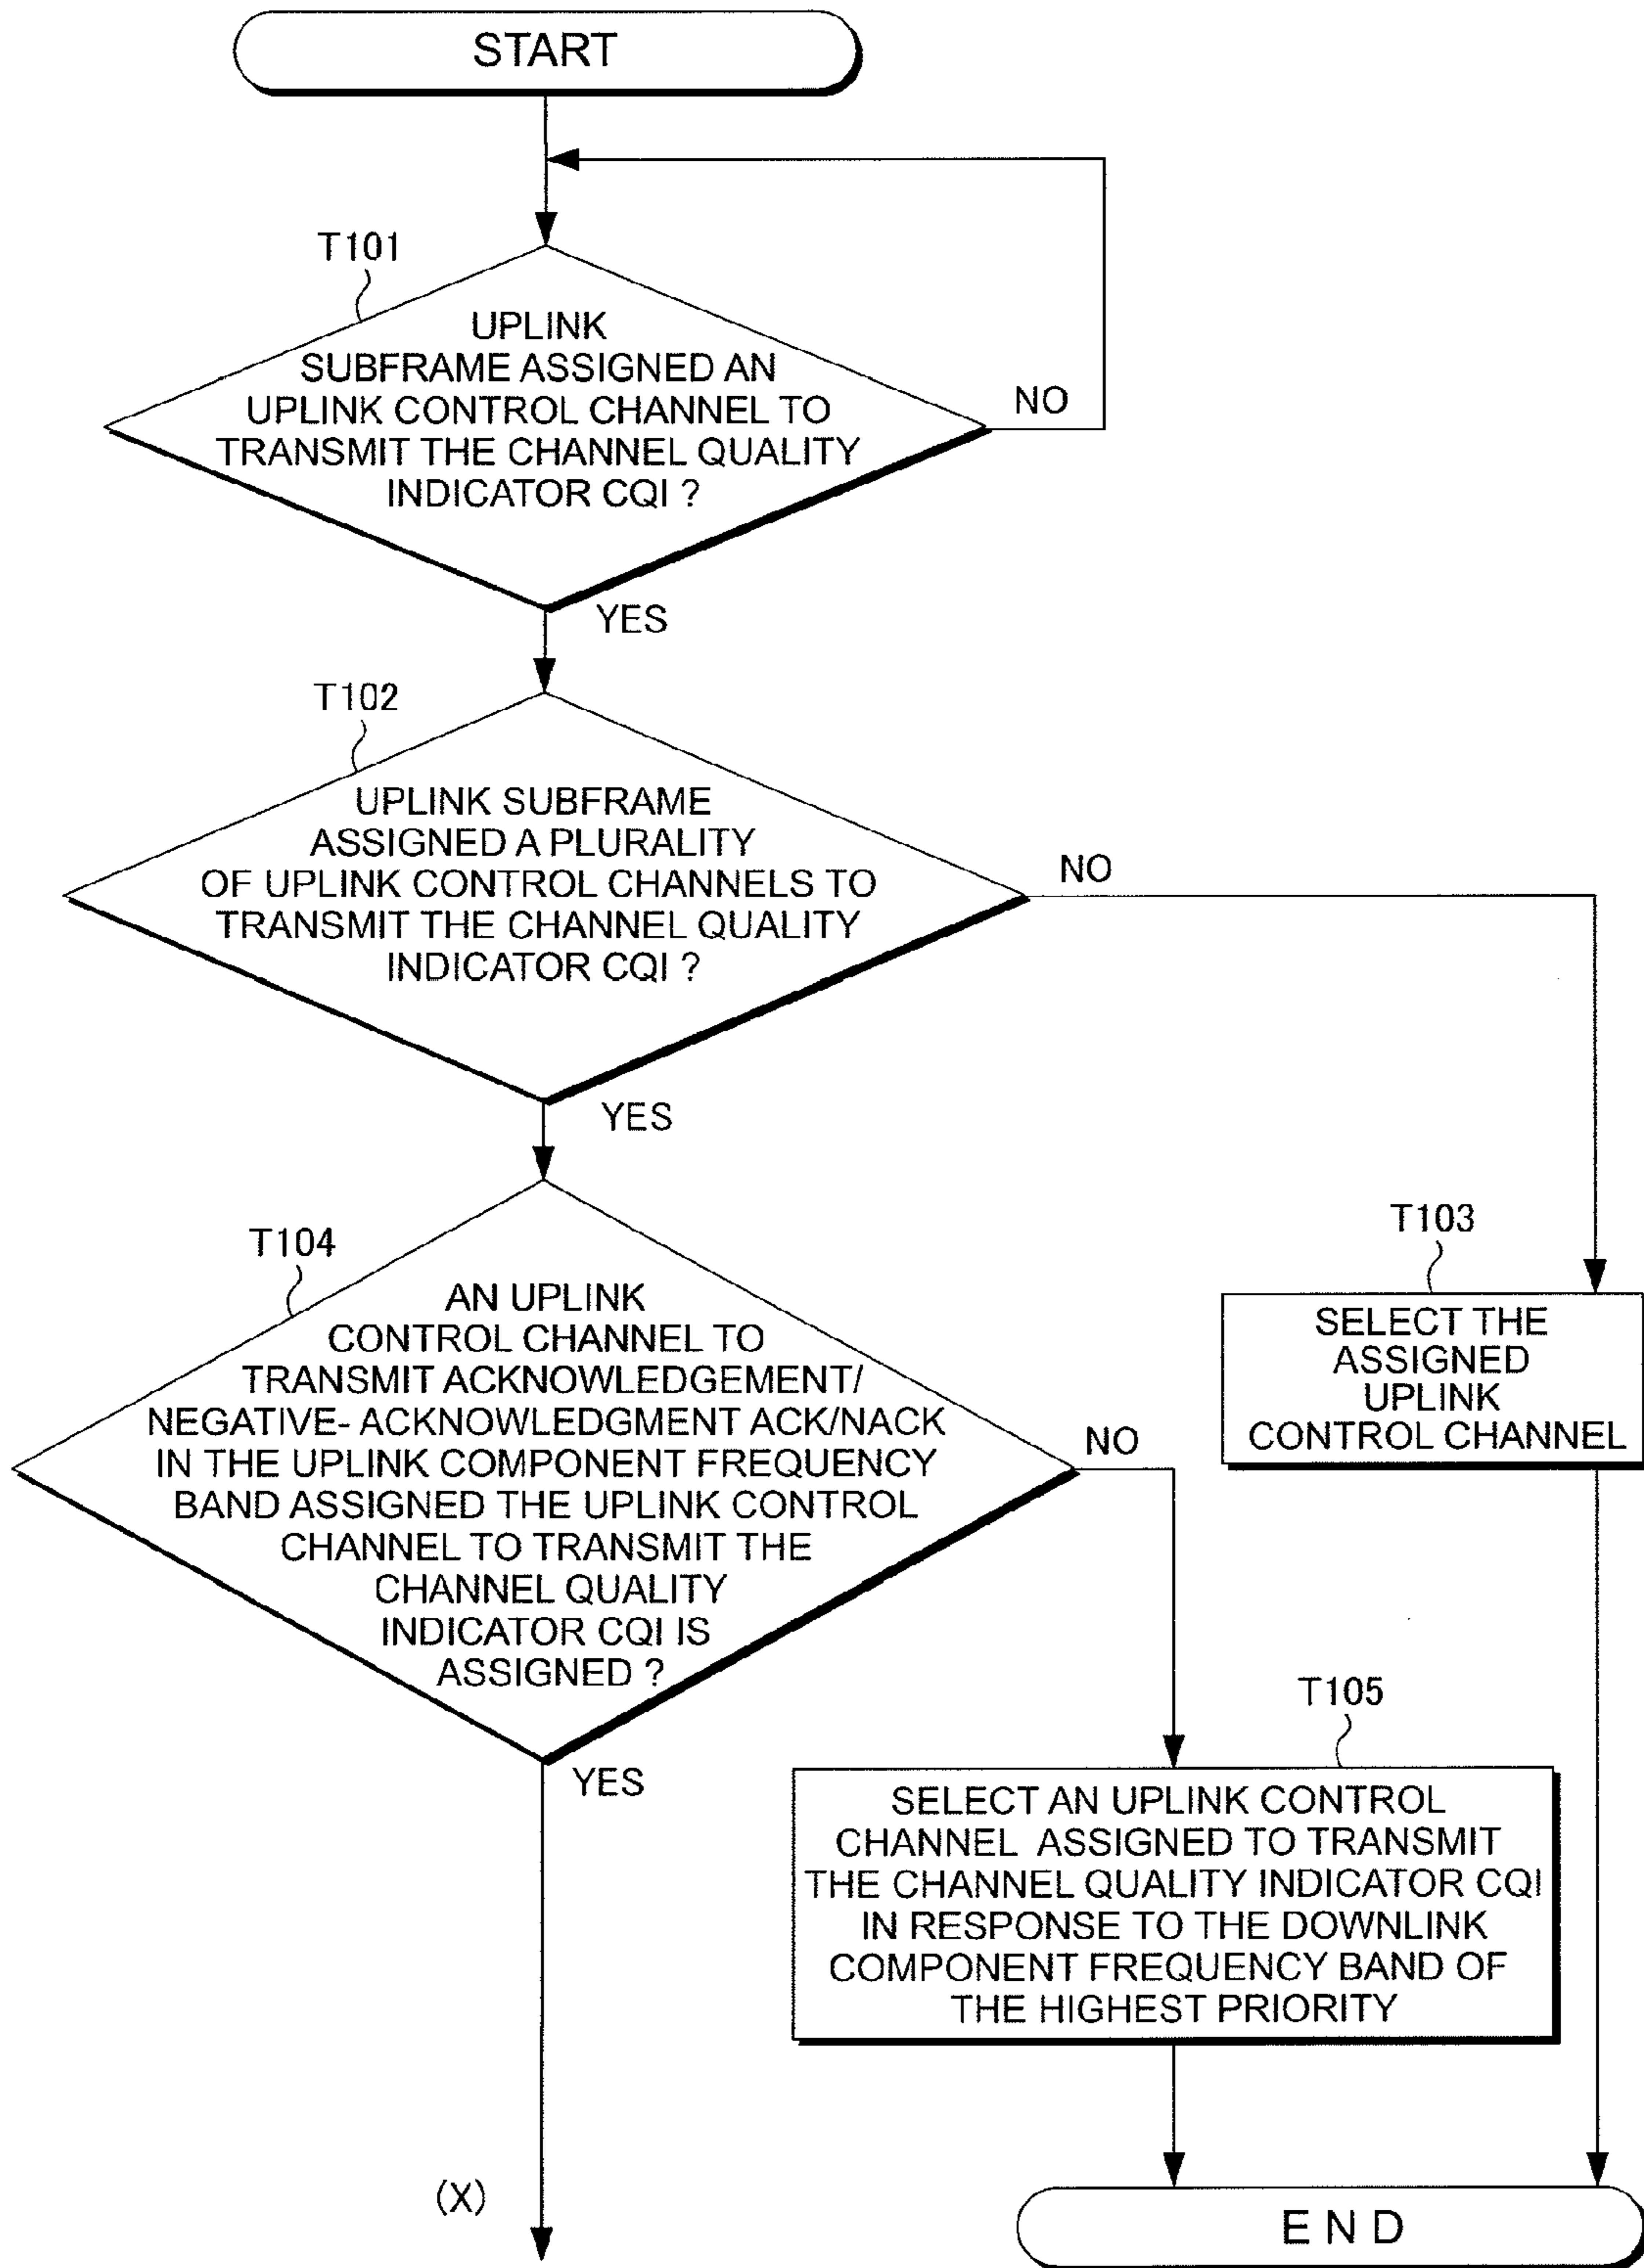 START
T101
UPLINK
SUBFRAME ASSIGNED AN
UPLINK CONTROL CHANNEL TO
TRANSMIT THE CHANNEL QUALITY
INDICATOR CQI ?
NO
YES
T102
UPLINK SUBFRAME
ASSIGNED A PLURALITY
OF UPLINK CONTROL CHANNELS TO
TRANSMIT THE CHANNEL QUALITY
INDICATOR CQI ?
NO
YES
T103
SELECT THE
ASSIGNED
UPLINK
CONTROL CHANNEL
T104
AN UPLINK
CONTROL CHANNEL TO
TRANSMIT ACKNOWLEDGEMENT/
NEGATIVE- ACKNOWLEDGMENT ACK/NACK
IN THE UPLINK COMPONENT FREQUENCY
BAND ASSIGNED THE UPLINK CONTROL
CHANNEL TO TRANSMIT THE
CHANNEL QUALITY
INDICATOR CQI IS
ASSIGNED ?
NO
YES
T105
SELECT AN UPLINK CONTROL
CHANNEL ASSIGNED TO TRANSMIT
THE CHANNEL QUALITY INDICATOR CQI
IN RESPONSE TO THE DOWNLINK
COMPONENT FREQUENCY BAND OF
THE HIGHEST PRIORITY
(X)
E N D